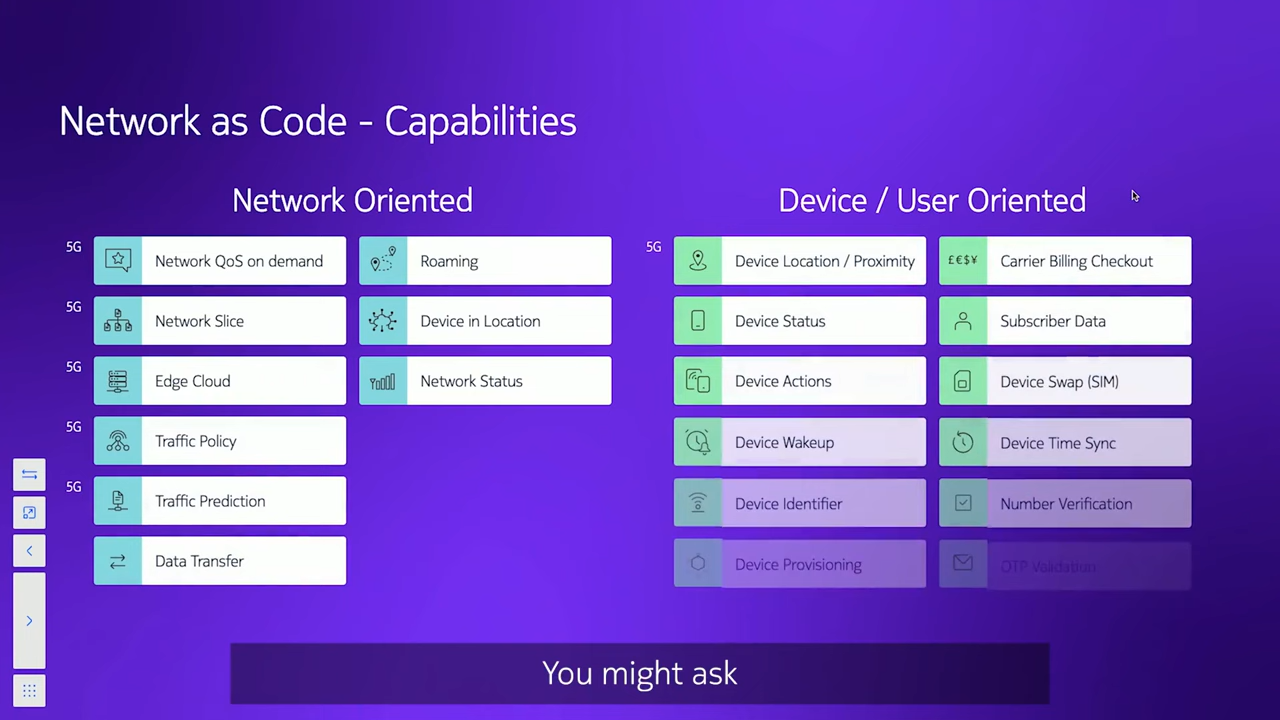 Network as Code - Capabilities
Network Oriented
5G Network QoS on demand
5G Network Slice
5G Edge Cloud
5G Traffic Policy
5G Traffic Prediction
Data Transfer
Roaming
Device in Location
Network Status
Device / User Oriented
5G Device Location / Proximity
Device Status
Device Actions
Device Wakeup
Device Identifier
Device Provisioning
£€$¥ Carrier Billing Checkout
Subscriber Data
Device Swap (SIM)
Device Time Sync
Number Verification
OTP Validation
You might ask